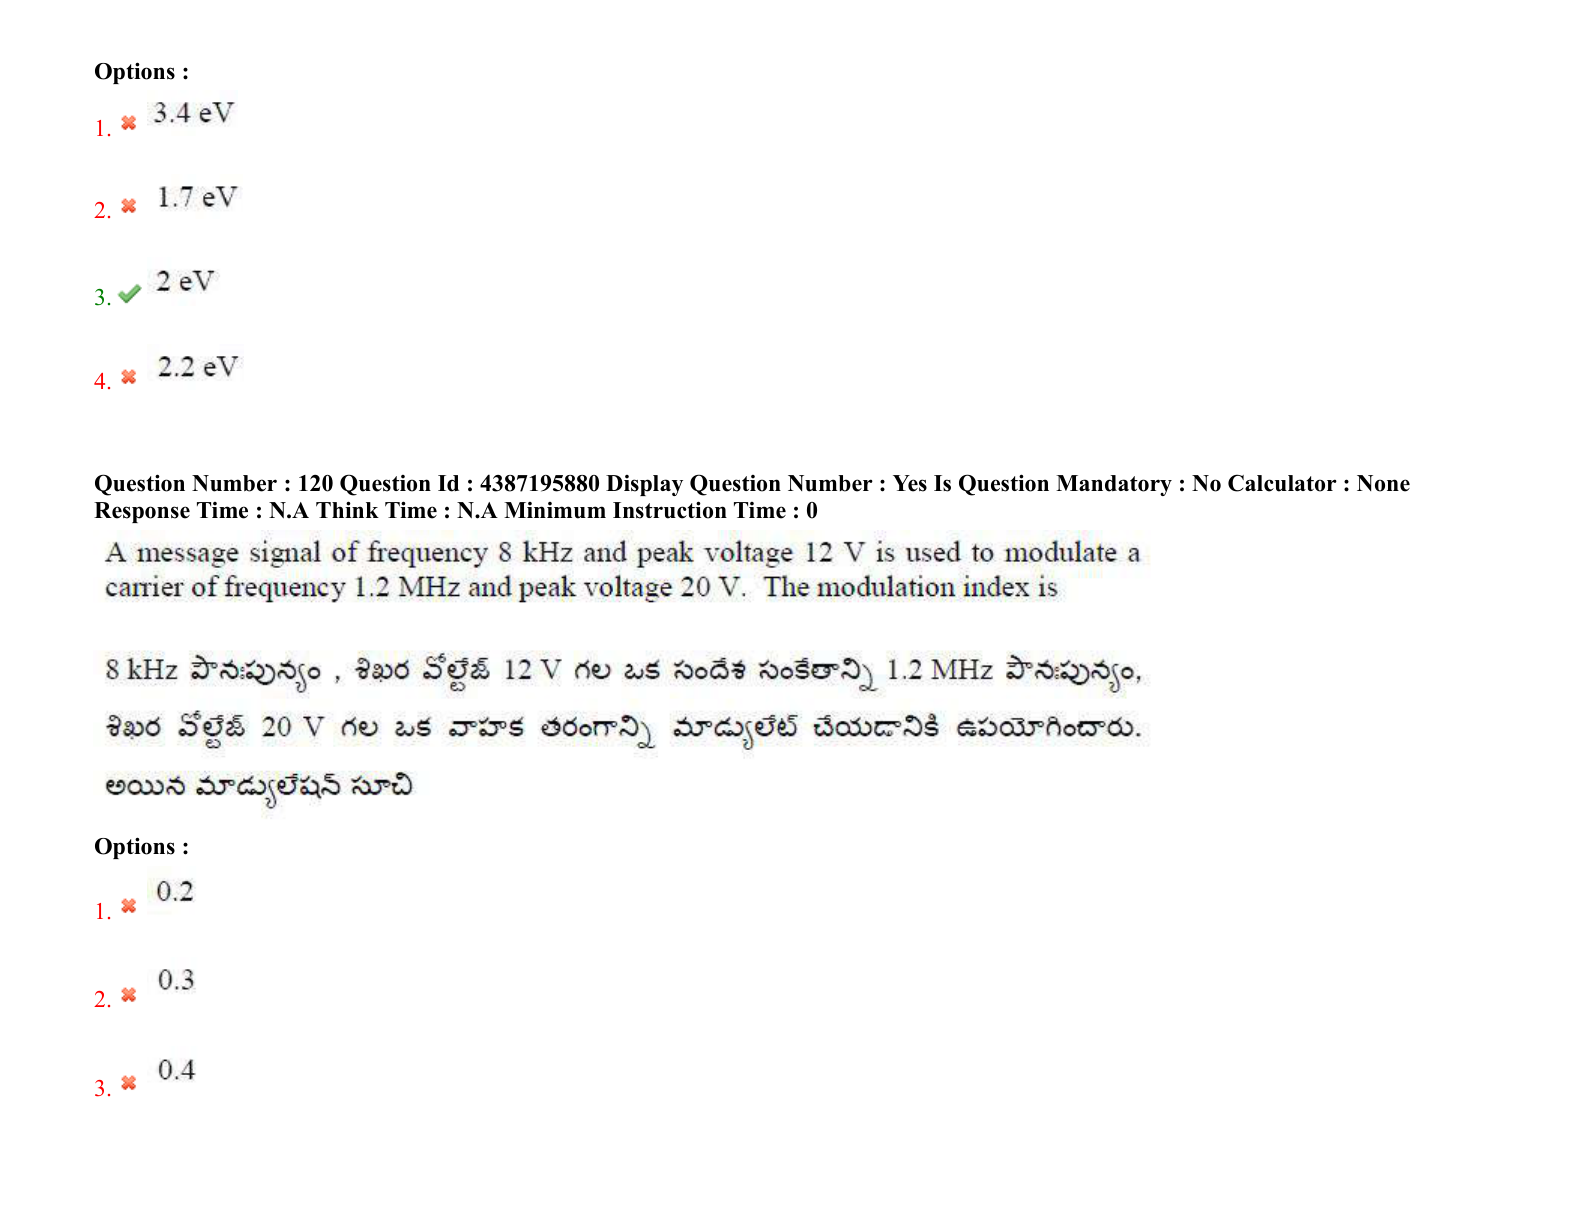 Options :
1. 3.4 eV
2. 1.7 eV
3. 2 eV
4. 2.2 eV
Question Number : 120 Question Id : 4387195880 Display Question Number : Yes Is Question Mandatory : No Calculator : None
Response Time : N.A Think Time : N.A Minimum Instruction Time : 0
A message signal of frequency 8 kHz and peak voltage 12 V is used to modulate a
carrier of frequency 1.2 MHz and peak voltage 20 V. The modulation index is
8 kHz పౌనఃపున్యం , శిఖర వోల్టేజ్ 12 V గల ఒక సందేశ సంకేతాన్ని 1.2 MHz పౌనఃపున్యం,
శిఖర వోల్టేజ్ 20 V గల ఒక వాహక తరంగాన్ని మాడ్యులేట్ చేయడానికి ఉపయోగించారు.
అయిన మాడ్యులేషన్ సూచి
Options :
1. 0.2
2. 0.3
3. 0.4